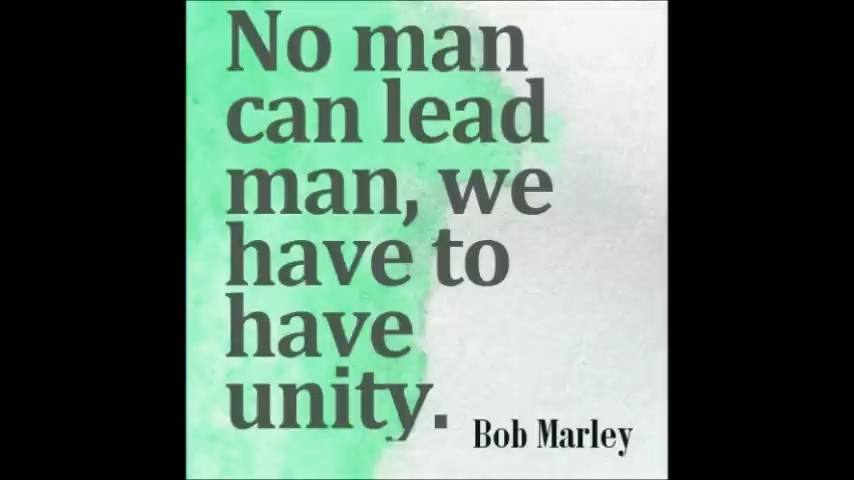 No man
can lead
man, we
have to
have
unity.
Bob Marley